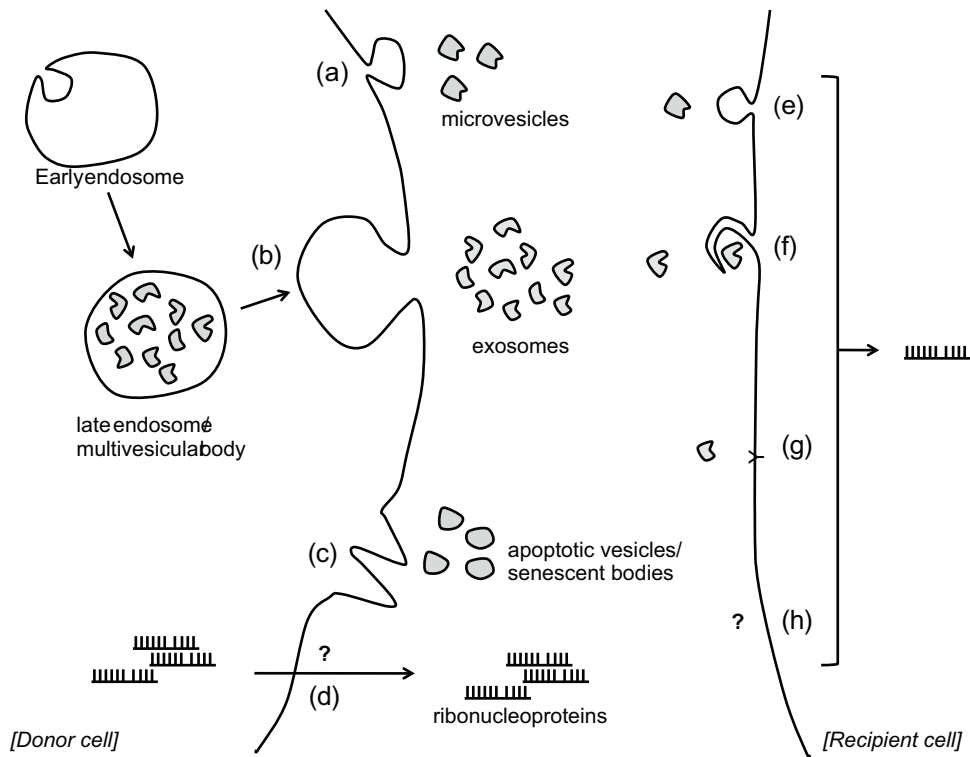 (a)
microvesicles
(e)
Earlyendosome
(b)
(f)
exosomes
lateendosome/
multivesicularbody
(g)
(c)
apoptotic vesicles/
senescent bodies
?
(h)
?
(d)
ribonucleoproteins
[Donor cell]
[Recipient cell]